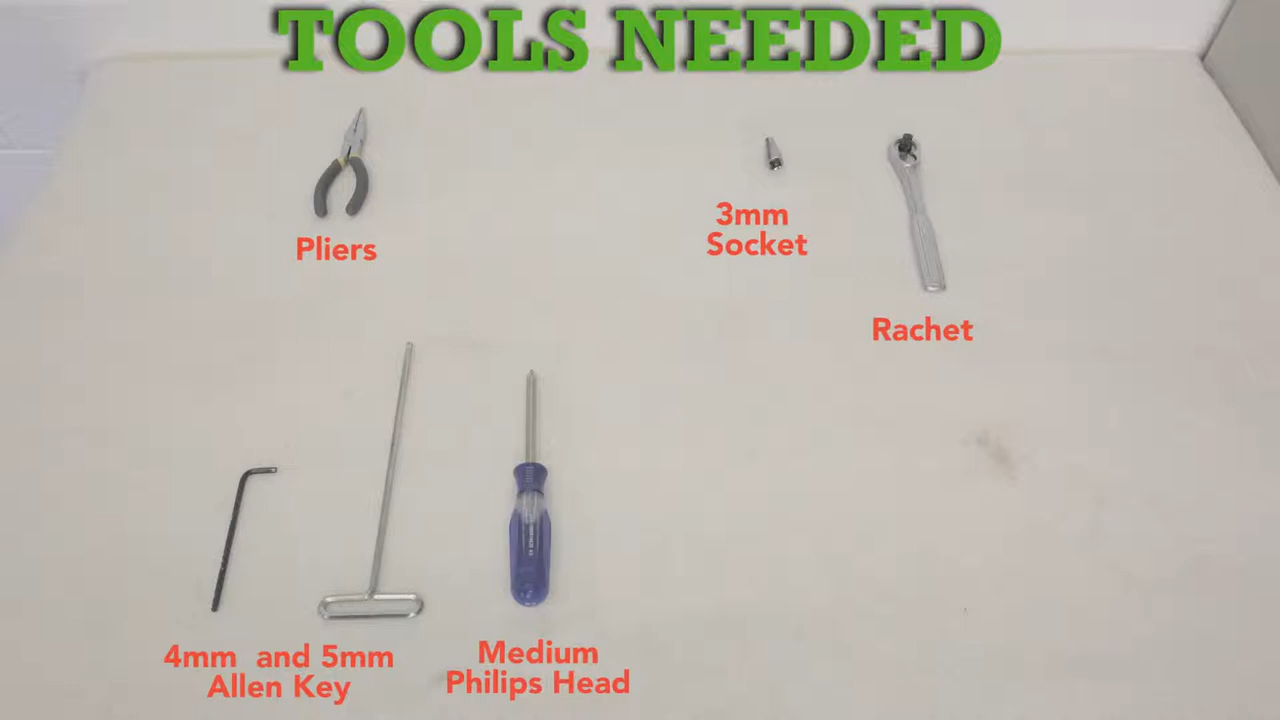 TOOLS NEEDED
Pliers
3mm
Socket
Rachet
4mm  and 5mm
Allen Key
Medium
Philips Head